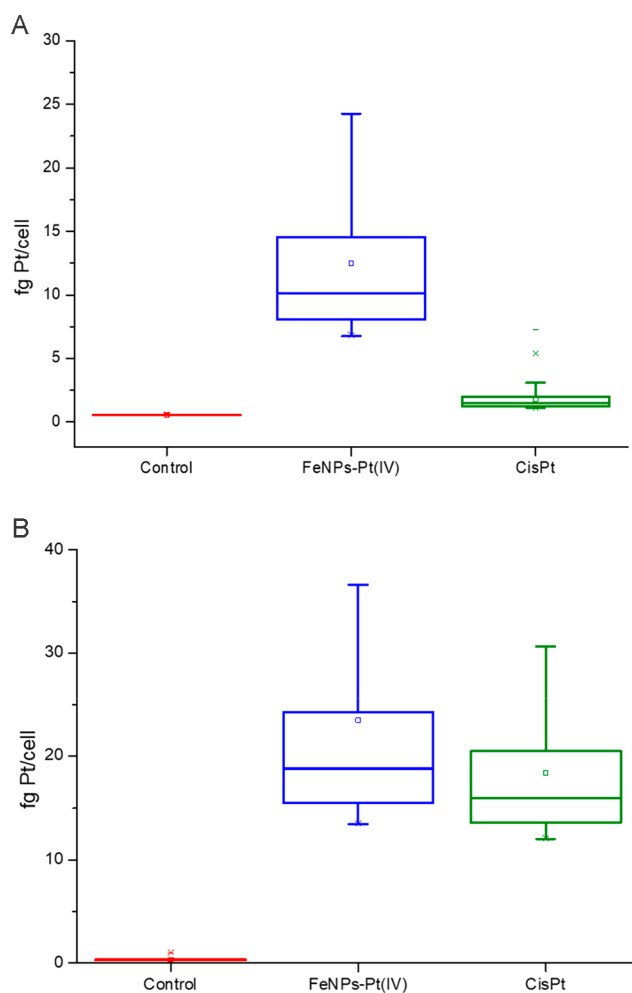 A
30
25
20
15
10
5
0
fg Pt/cell
Control
FeNPs-Pt(IV)
CisPt
B
40
30
20
10
0
fg Pt/cell
Control
FeNPs-Pt(IV)
CisPt